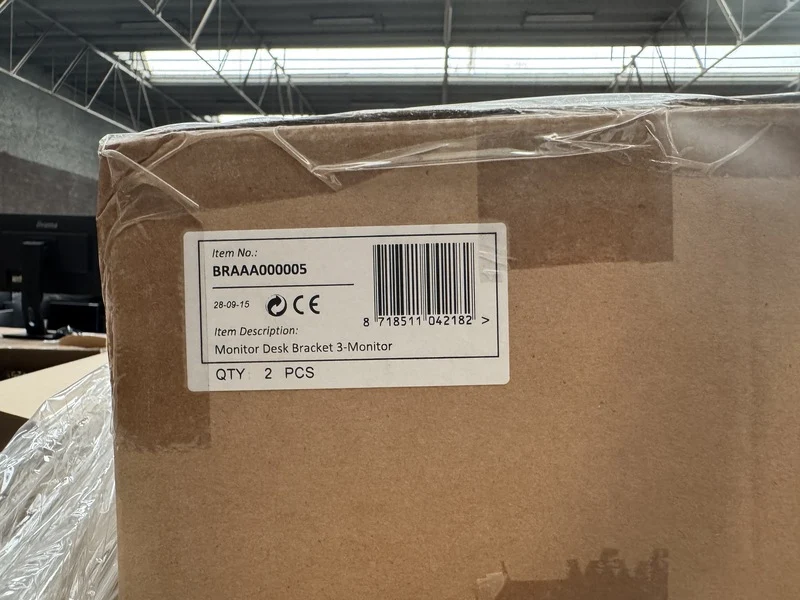 Item No.:
BRAAA000005
28-09-15 CE
8 718511 042182 >
Item Description:
Monitor Desk Bracket 3-Monitor
QTY: 2 PCS
iiyama